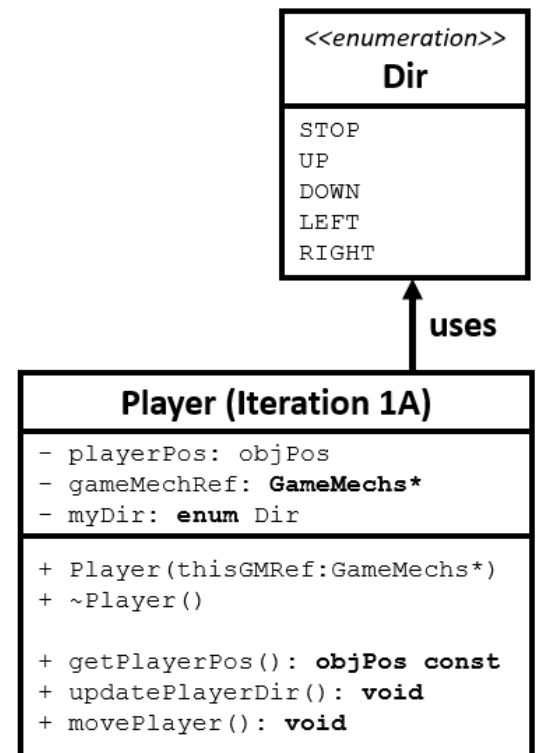 <<enumeration>>
Dir
STOP
UP
DOWN
LEFT
RIGHT
uses
Player (Iteration 1A)
- playerPos: objPos
- gameMechRef: GameMechs*
- myDir: enum Dir
+ Player(thisGMRef:GameMechs*)
+ ~Player()
+ getPlayerPos(): objPos const
+ updatePlayerDir(): void
+ movePlayer(): void